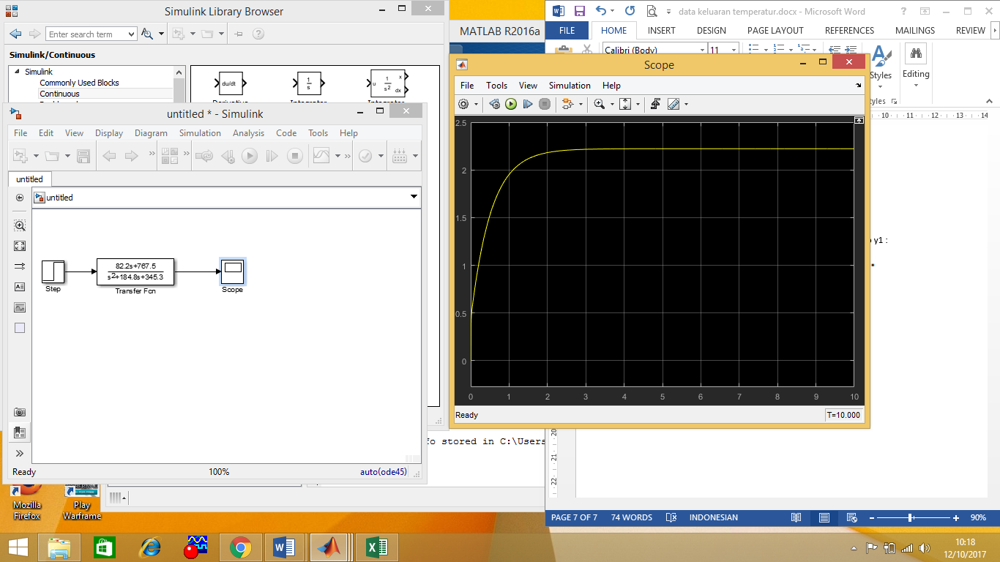 Simulink Library Browser
Enter search term
Simulink/Continuous
Simulink
Commonly Used Blocks
Continuous
du/dt
1
s
u
1
s2
x
dx
untitled * - Simulink
File Edit View Display Diagram Simulation Analysis Code Tools Help
untitled
untitled
Step
82.2s+767.5
s2+184.8s+345.3
Transfer Fcn
Scope
Ready
100%
auto(ode45)
MATLAB R2016a
data keluaran temperatur.docx - Microsoft Word
FILE HOME INSERT DESIGN PAGE LAYOUT REFERENCES MAILINGS REVIEW
Calibri (Body) 11
Styles
Editing
10 11 12 13 14
y1 :
Scope
File Tools View Simulation Help
2.5
2
1.5
1
0.5
0
0 1 2 3 4 5 6 7 8 9 10
Ready
T=10.000
fo stored in C:\Users
20
21
22
PAGE 7 OF 7 74 WORDS INDONESIAN 90%
Mozilla
Firefox
Play
Warframe
10:18
12/10/2017